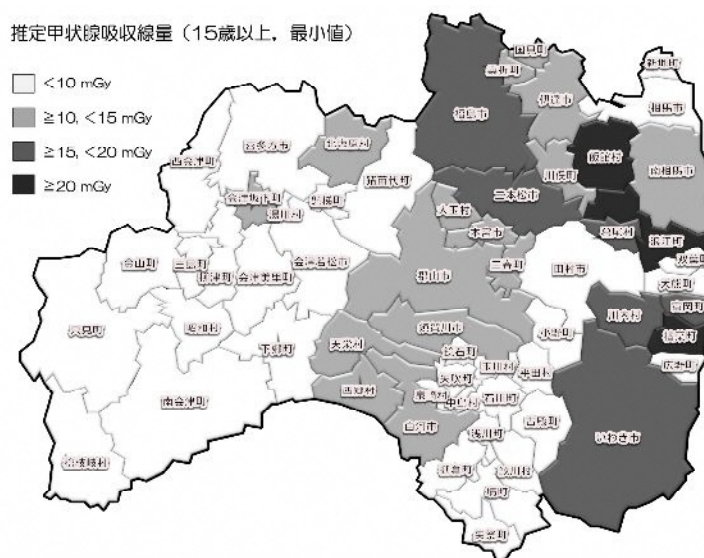 推定甲状腺吸収線量（15歳以上，最小値）
<10 mGy
≧10, <15 mGy
≧15, <20 mGy
≧20 mGy
国見町
桑折町
新地町
伊達市
相馬市
福島市
飯舘村
南相馬市
川俣町
二本松市
葛尾村
浪江町
双葉町
大熊町
富岡町
楢葉町
広野町
川内村
田村市
小野町
いわき市
大玉村
本宮市
三春町
郡山市
須賀川市
天栄村
鏡石町
矢吹町
玉川村
平田村
泉崎村
中島村
石川町
古殿町
浅川町
西郷村
白河市
棚倉町
鮫川村
塙町
矢祭町
西会津町
喜多方市
北塩原村
猪苗代町
磐梯町
会津坂下町
湯川村
会津若松市
会津美里町
柳津町
三島町
金山町
昭和村
只見町
下郷町
南会津町
檜枝岐村